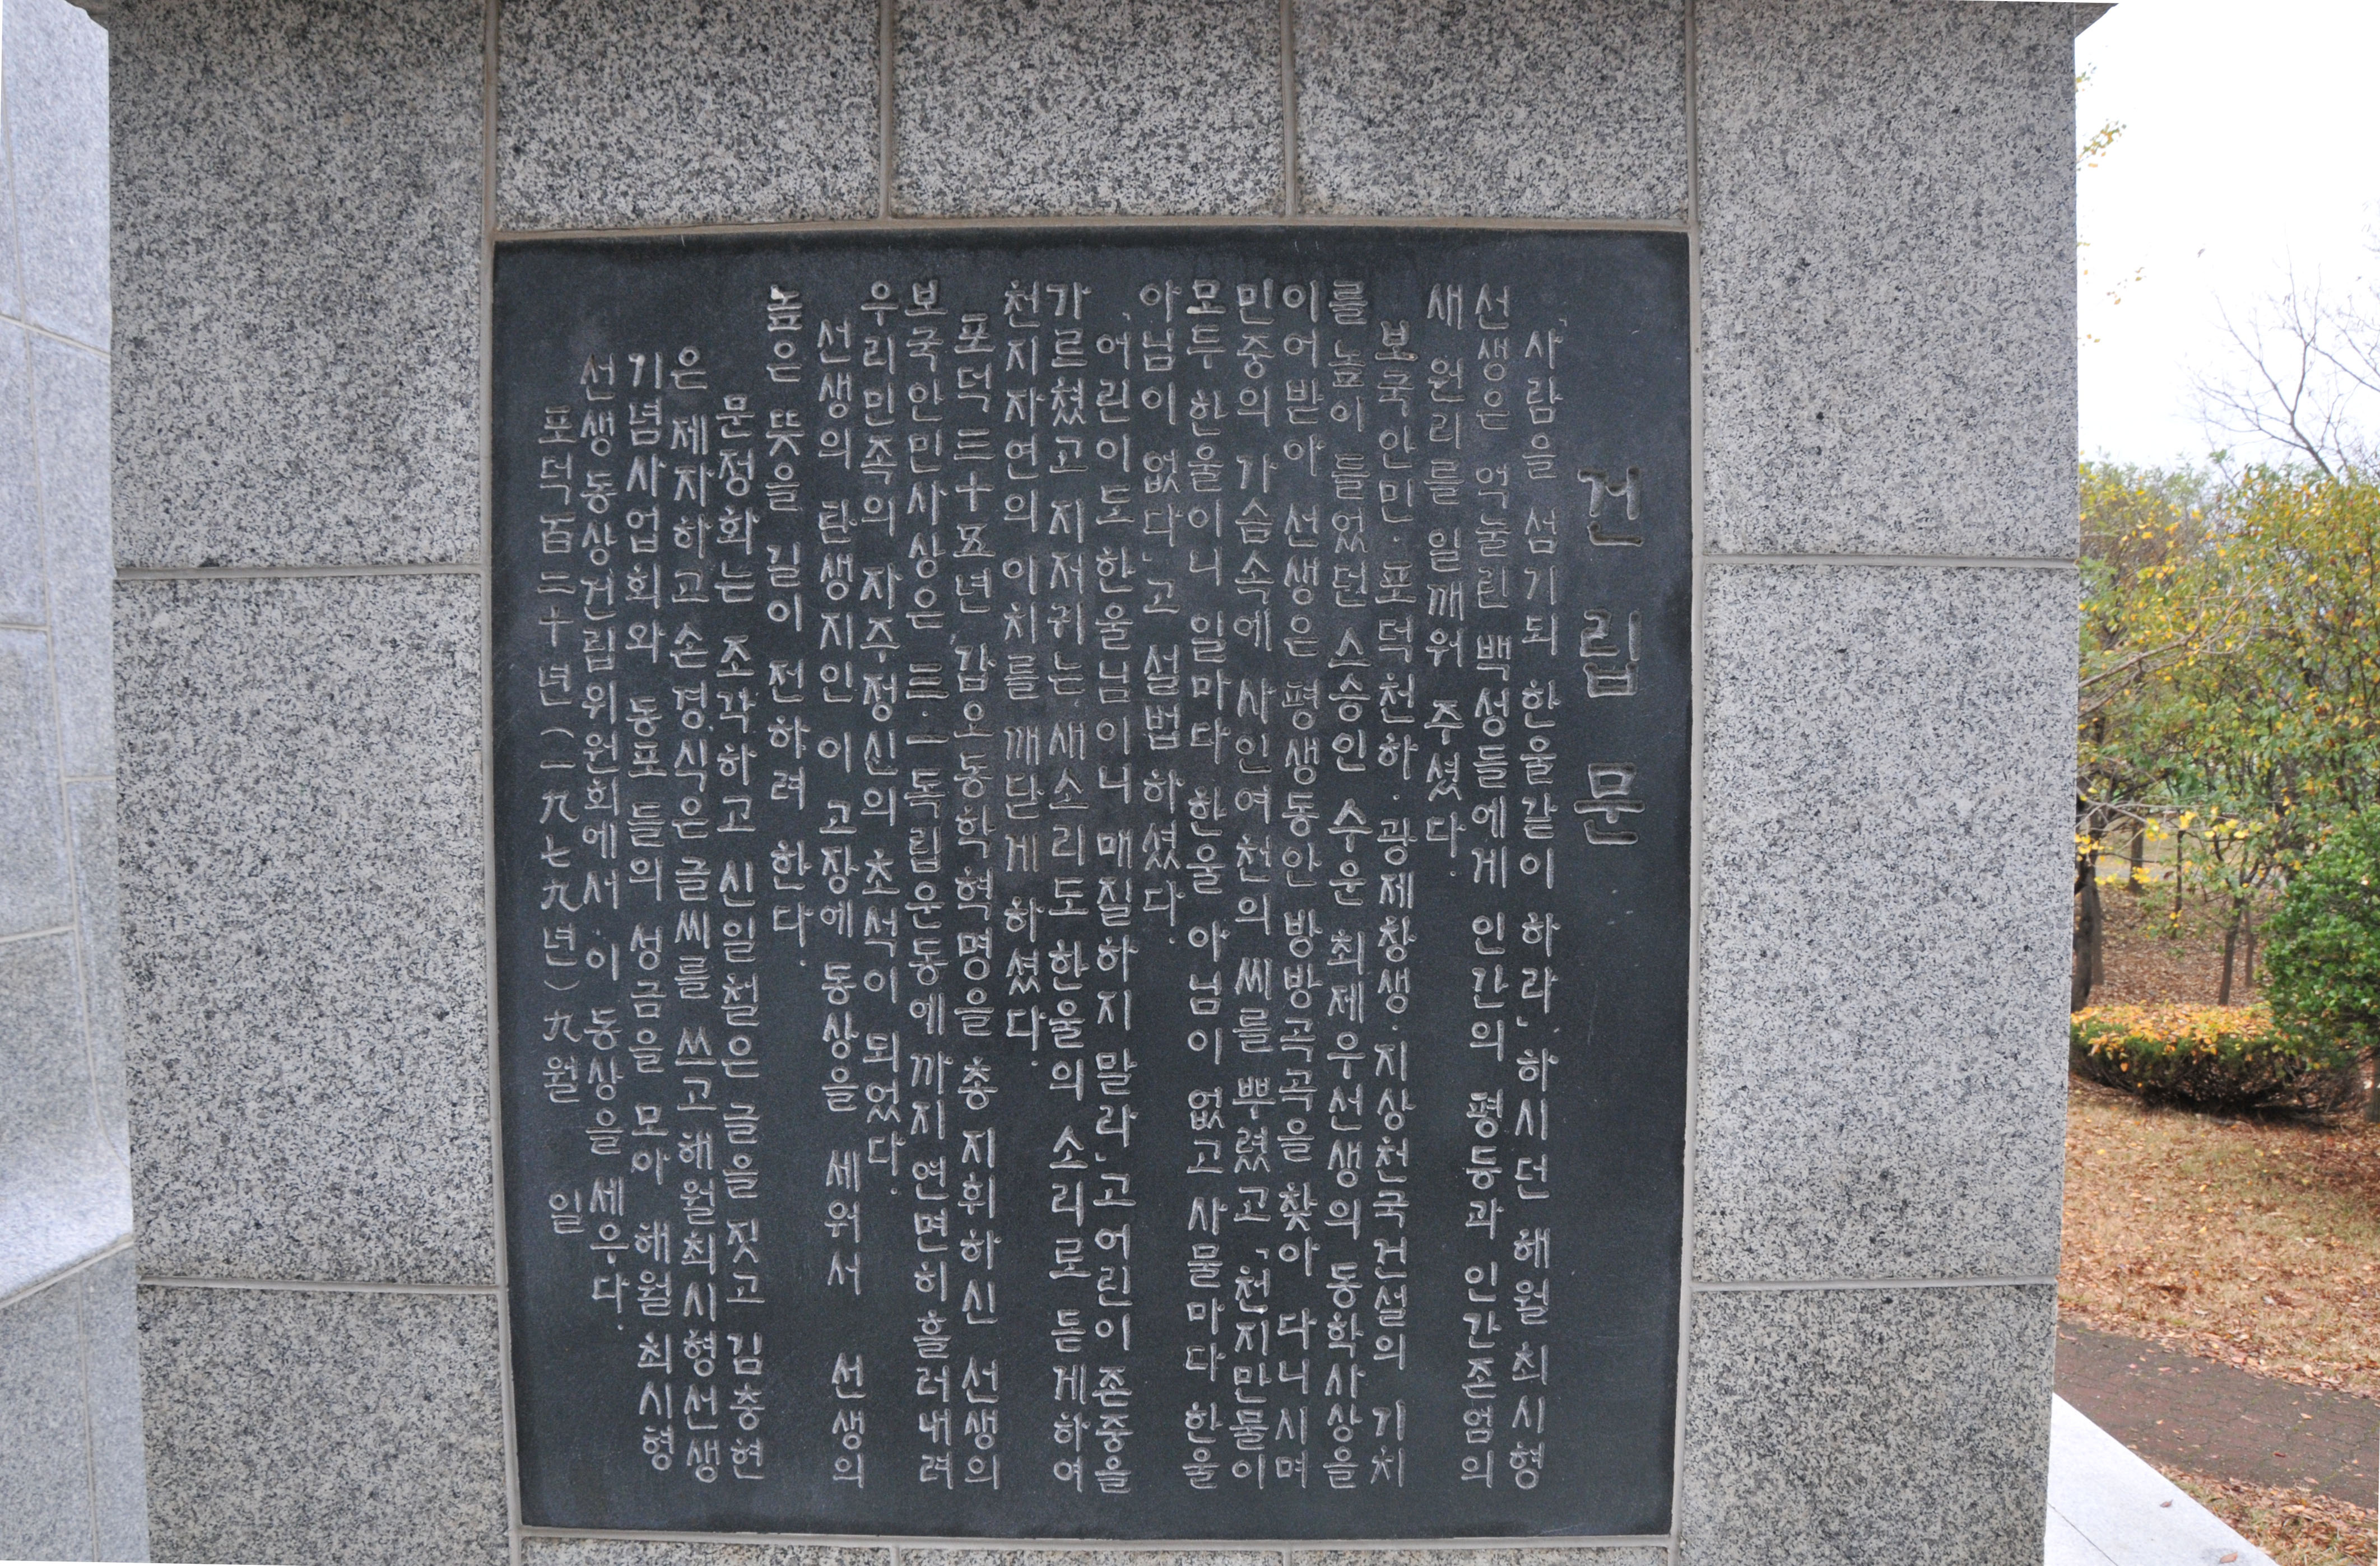 건립문
「사람을 섬기되 한울같이 하라」하시던 해월 최시형
선생은 억눌린 백성들에게 인간의 평등과 인간존엄의
새 원리를 일깨워 주셨다.
보국안민·포덕천하·광제창생·지상천국건설의 기치
를 높이 들었던 스승인 수운 최제우선생의 동학사상을
이어받아 선생은 평생동안 방방곡곡을 찾아 다니시며
민중의 가슴속에 사인여천의 씨를 뿌렸고「천지만물이
모두 한울이니 일마다 한울 아님이 없고 사물마다 한울
아님이 없다」고 설법 하셨다.
「어린이도 한울님이니 매질하지 말라」고 어린이 존중을
가르쳤고 지저귀는 새소리도 한울의 소리로 듣게하여
천지자연의 이치를 깨닫게 하셨다.
포덕 三十五년 갑오동학혁명을 총 지휘하신 선생의
보국안민사상은 三·一독립운동에까지 연면히 흘러내려
우리민족의 자주정신의 초석이 되었다.
선생의 탄생지인 이 고장에 동상을 세워서 선생의
높은 뜻을 길이 전하려 한다.
문정화는 조각하고 신일철은 글을 짓고 김충현
은 제자하고 손경식은 글씨를 쓰고 해월최시형선생
기념사업회와 동포들의 성금을 모아 해월최시형
선생동상건립위원회에서 이 동상을 세우다.
포덕百二十年(一九七九년)九월 일